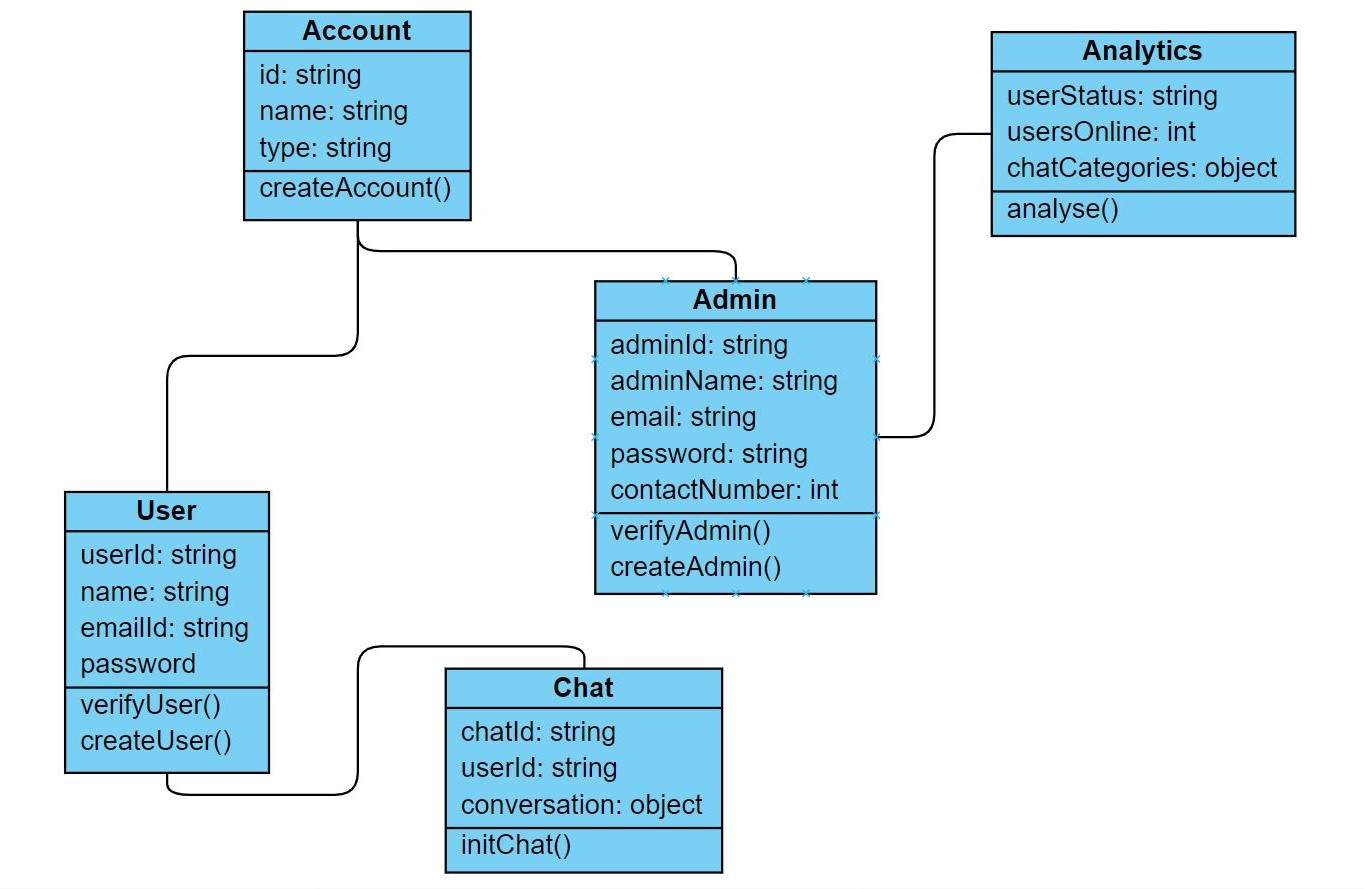 Account
id: string
name: string
type: string
createAccount()
Analytics
userStatus: string
usersOnline: int
chatCategories: object
analyse()
Admin
adminId: string
adminName: string
email: string
password: string
contactNumber: int
verifyAdmin()
createAdmin()
User
userId: string
name: string
emailId: string
password
verifyUser()
createUser()
Chat
chatId: string
userId: string
conversation: object
initChat()